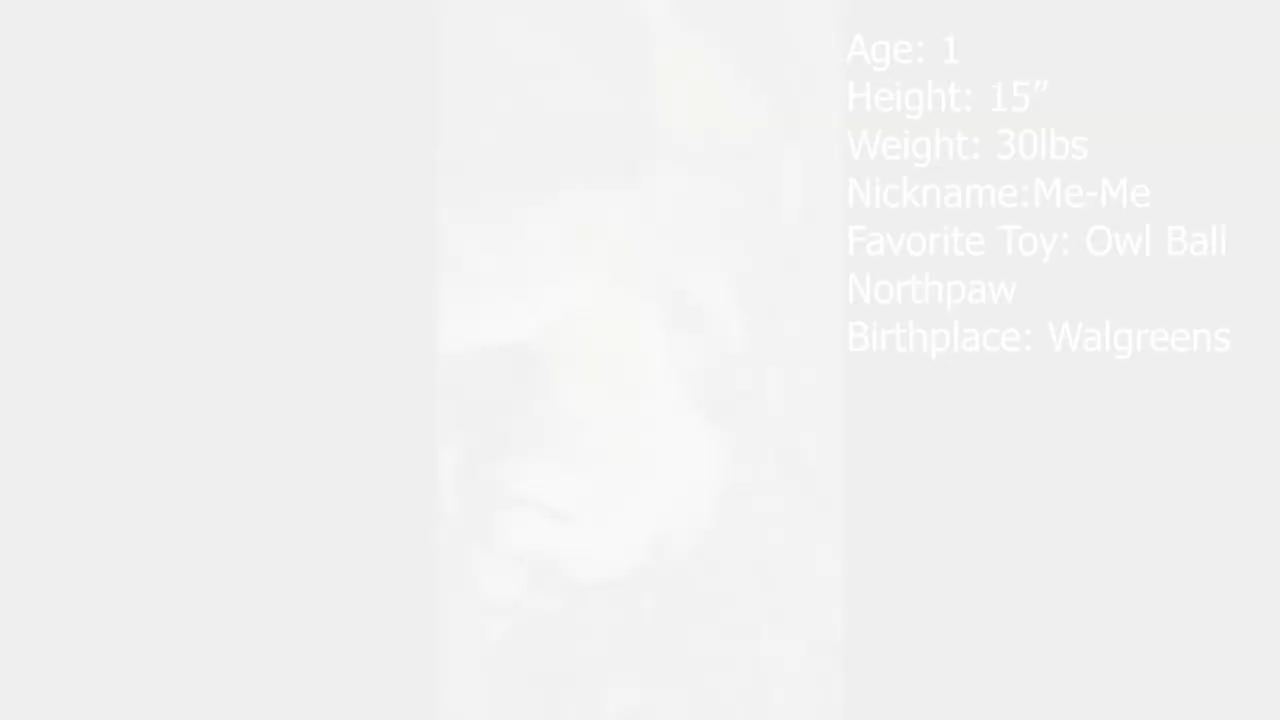 Age: 1
Height: 15”
Weight: 30lbs
Nickname:Me-Me
Favorite Toy: Owl Ball
Northpaw
Birthplace: Walgreens